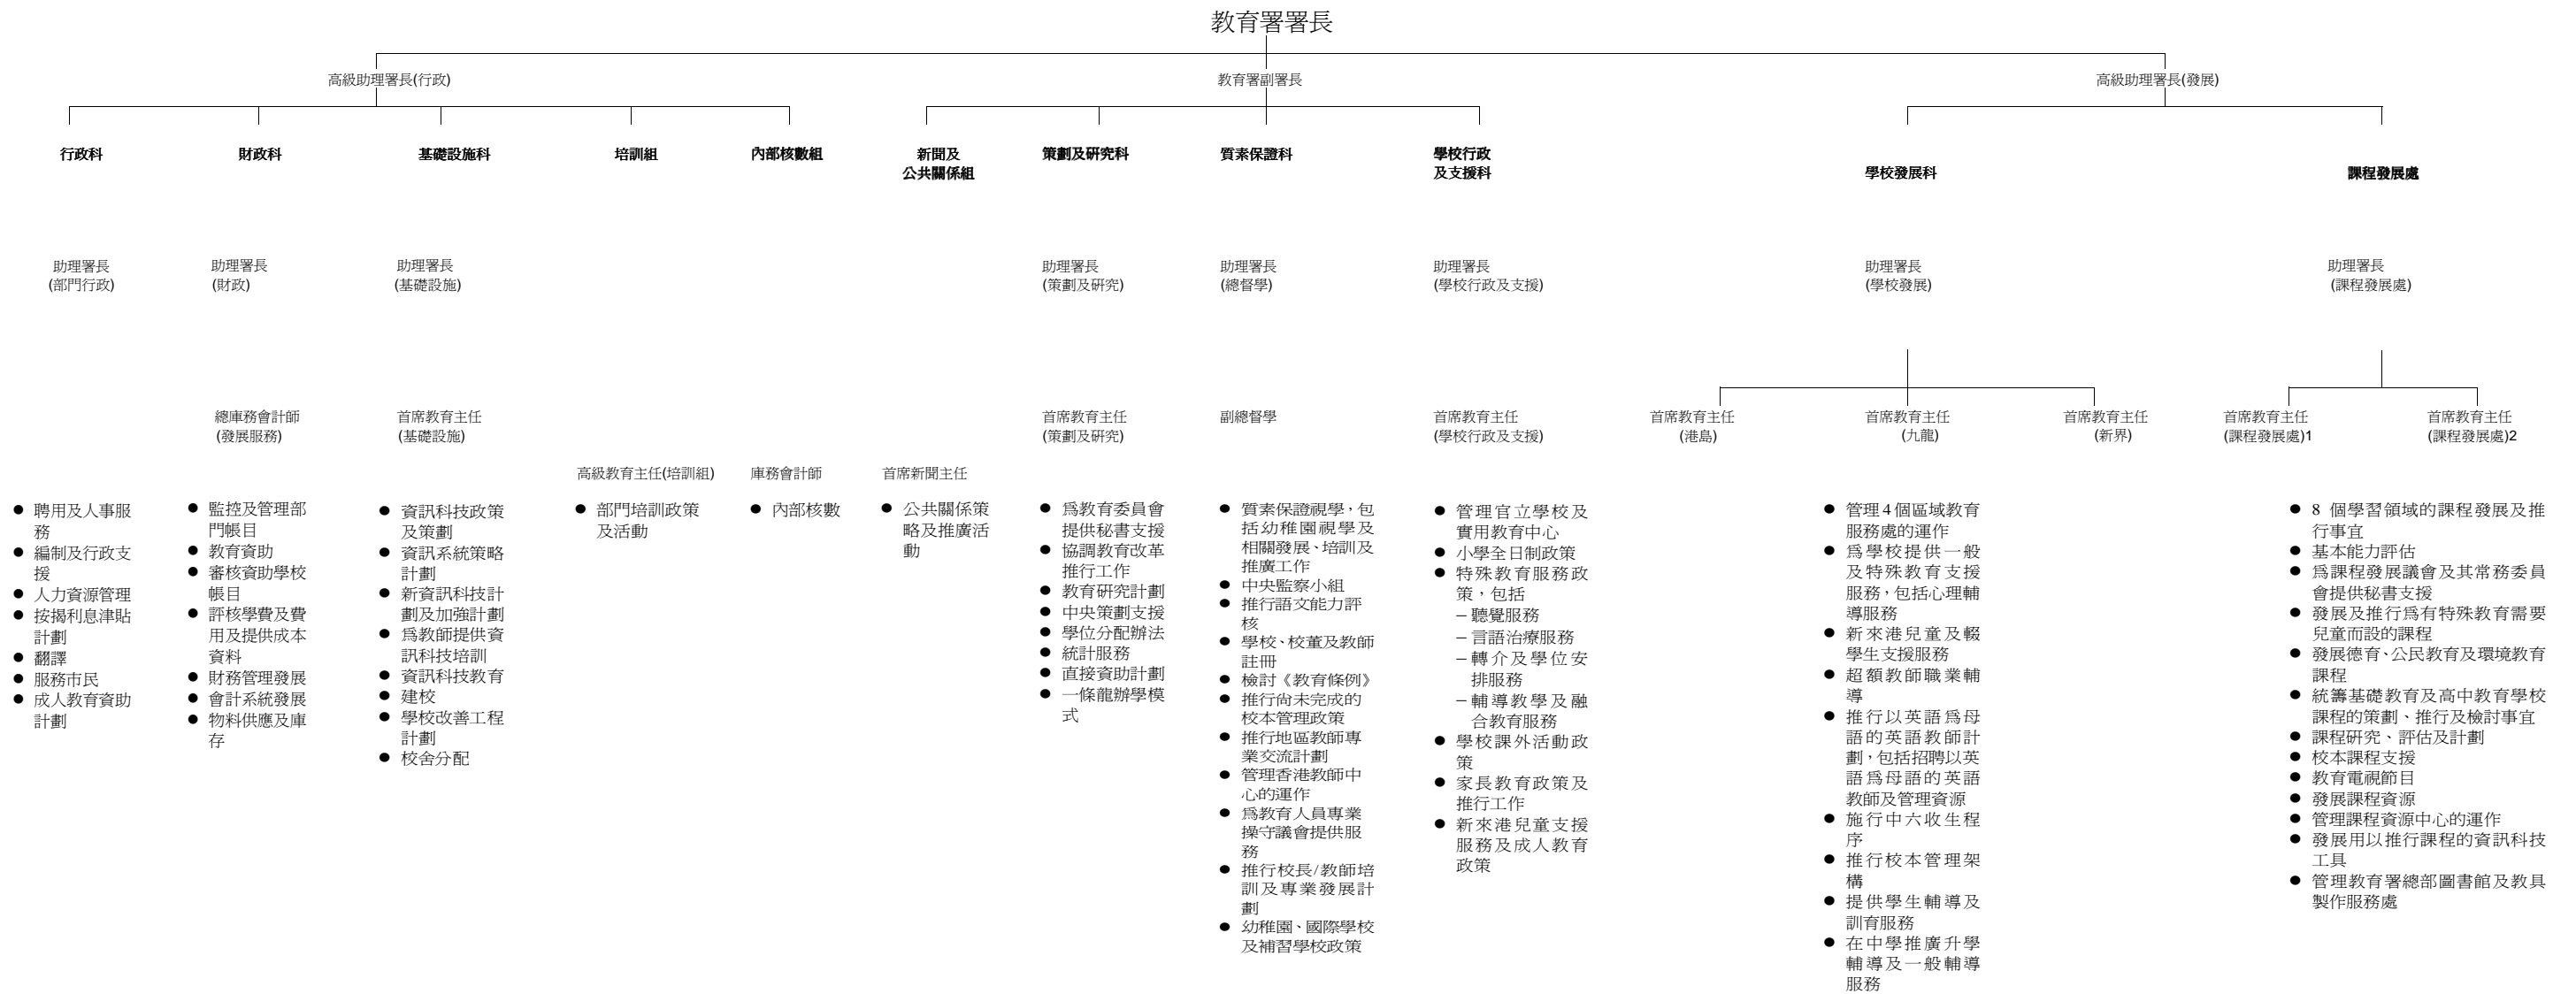 教育署署長
高級助理署長(行政)
教育署副署長
高級助理署長(發展)
行政科
財政科
基礎設施科
培訓組
內部核數組
新聞及
公共關係組
策劃及研究科
質素保證科
學校行政
及支援科
學校發展科
課程發展處
助理署長
(部門行政)
助理署長
(財政)
助理署長
(基礎設施)
助理署長
(策劃及研究)
助理署長
(總督學)
助理署長
(學校行政及支援)
助理署長
(學校發展)
助理署長
(課程發展處)
總庫務會計師
(發展服務)
首席教育主任
(基礎設施)
首席教育主任
(策劃及研究)
副總督學
首席教育主任
(學校行政及支援)
首席教育主任
(港島)
首席教育主任
(九龍)
首席教育主任
(新界)
首席教育主任
(課程發展處)1
首席教育主任
(課程發展處)2
高級教育主任(培訓組)
庫務會計師
首席新聞主任
● 聘用及人事服
務
● 編制及行政支
援
● 人力資源管理
● 按揭利息津貼
計劃
● 翻譯
● 服務市民
● 成人教育資助
計劃
● 監控及管理部
門帳目
● 教育資助
● 審核資助學校
帳目
● 評核學費及費
用及提供成本
資料
● 財務管理發展
● 會計系統發展
● 物料供應及庫
存
● 資訊科技政策
及策劃
● 資訊系統策略
計劃
● 新資訊科技計
劃及加強計劃
● 為教師提供資
訊科技培訓
● 資訊科技教育
● 建校
● 學校改善工程
計劃
● 校舍分配
● 部門培訓政策
及活動
● 內部核數
● 公共關係策
略及推廣活
動
● 為教育委員會
提供秘書支援
● 協調教育改革
推行工作
● 教育研究計劃
● 中央策劃支援
● 學位分配辦法
● 統計服務
● 直接資助計劃
● 一條龍辦學模
式
● 質素保證視學，包
括幼稚園視學及
相關發展、培訓及
推廣工作
● 中央監察小組
● 推行語文能力評
核
● 學校、校董及教師
註冊
● 檢討《教育條例》
● 推行尚未完成的
校本管理政策
● 推行地區教師專
業交流計劃
● 管理香港教師中
心的運作
● 為教育人員專業
操守議會提供服
務
● 推行校長/教師培
訓及專業發展計
劃
● 幼稚園、國際學校
及補習學校政策
● 管理官立學校及
實用教育中心
● 小學全日制政策
● 特殊教育服務政
策，包括
– 聽覺服務
– 言語治療服務
– 轉介及學位安
排服務
– 輔導教學及融
合教育服務
● 學校課外活動政
策
● 家長教育政策及
推行工作
● 新來港兒童支援
服務及成人教育
政策
● 管理4個區域教育
服務處的運作
● 為學校提供一般
及特殊教育支援
服務，包括心理輔
導服務
● 新來港兒童及輟
學生支援服務
● 超額教師職業輔
導
● 推行以英語為母
語的英語教師計
劃，包括招聘以英
語為母語的英語
教師及管理資源
● 施行中六收生程
序
● 推行校本管理架
構
● 提供學生輔導及
訓育服務
● 在中學推廣升學
輔導及一般輔導
服務
● 8 個學習領域的課程發展及推
行事宜
● 基本能力評估
● 為課程發展議會及其常務委員
會提供秘書支援
● 發展及推行為有特殊教育需要
兒童而設的課程
● 發展德育、公民教育及環境教育
課程
● 統籌基礎教育及高中教育學校
課程的策劃、推行及檢討事宜
● 課程研究、評估及計劃
● 校本課程支援
● 教育電視節目
● 發展課程資源
● 管理課程資源中心的運作
● 發展用以推行課程的資訊科技
工具
● 管理教育署總部圖書館及教具
製作服務處